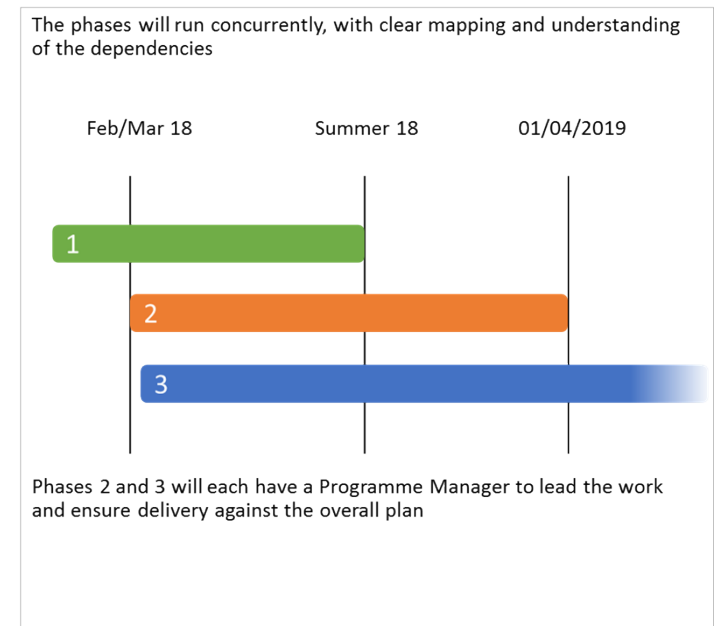 The phases will run concurrently, with clear mapping and understanding
of the dependencies
Feb/Mar 18 Summer 18 01/04/2019
1
2
3
Phases 2 and 3 will each have a Programme Manager to lead the work
and ensure delivery against the overall plan